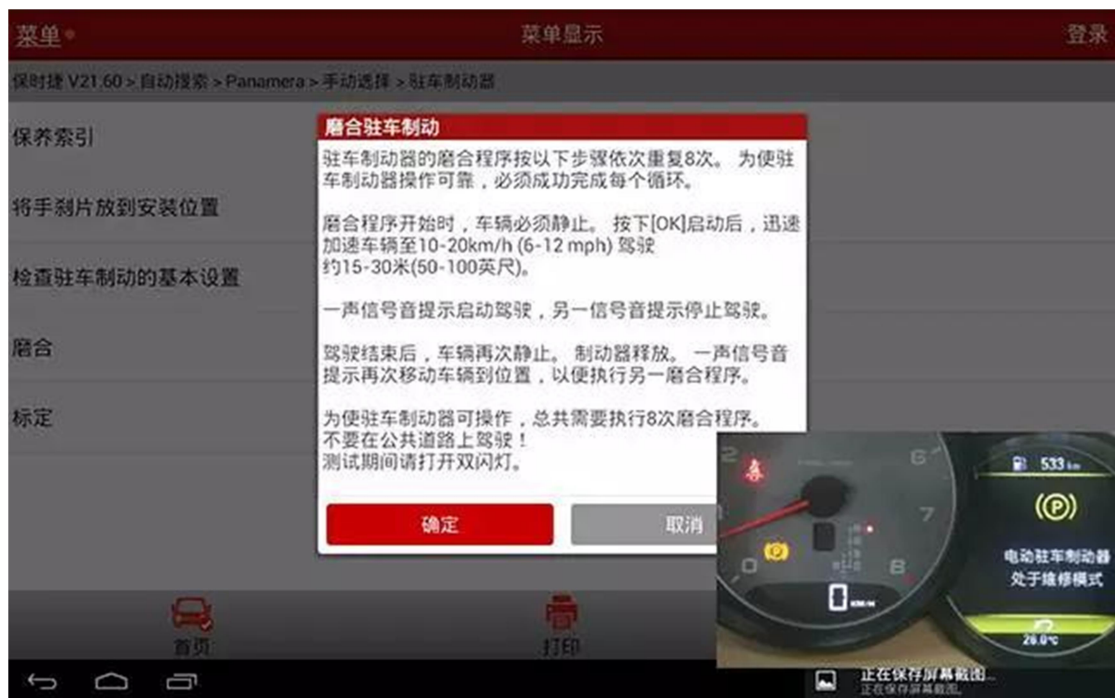 菜单
菜单显示
登录
保时捷 V21.60 > 自动搜索 > Panamera > 手动选择 > 驻车制动器
保养索引
将手刹片放到安装位置
检查驻车制动的基本设置
磨合
标定
磨合驻车制动
驻车制动器的磨合程序按以下步骤依次重复8次。 为使驻
车制动器操作可靠，必须成功完成每个循环。
磨合程序开始时，车辆必须静止。 按下[OK]启动后，迅速
加速车辆至10-20km/h (6-12 mph) 驾驶
约15-30米(50-100英尺)。
一声信号音提示启动驾驶，另一信号音提示停止驾驶。
驾驶结束后，车辆再次静止。 制动器释放。 一声信号音
提示再次移动车辆到位置，以便执行另一磨合程序。
为使驻车制动器可操作，总共需要执行8次磨合程序。
不要在公共道路上驾驶！
测试期间请打开双闪灯。
确定
取消
2
6
1
7
0
8
(P)
0 KM/H
533 km
(P)
电动驻车制动器
处于维修模式
26.0°C
首页
打印
正在保存屏幕截图...
正在保存屏幕截图.